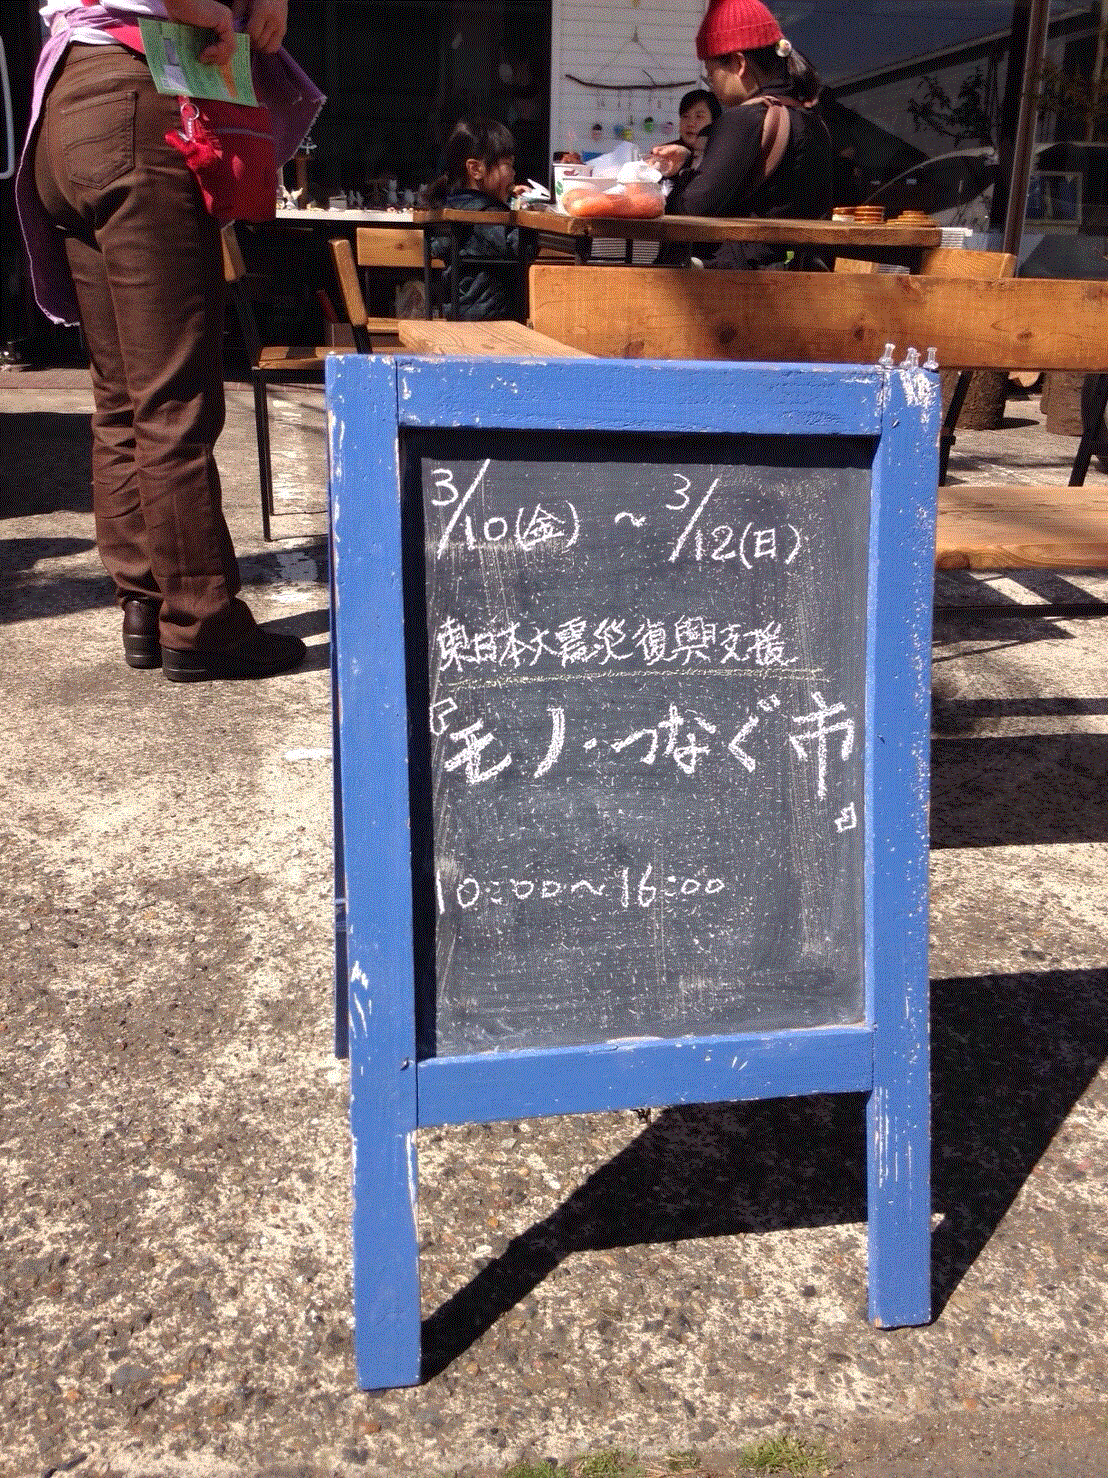 3/10(金) ～ 3/12(日)
東日本大震災復興支援
『モノ・つなぐ市』
10:00～16:00